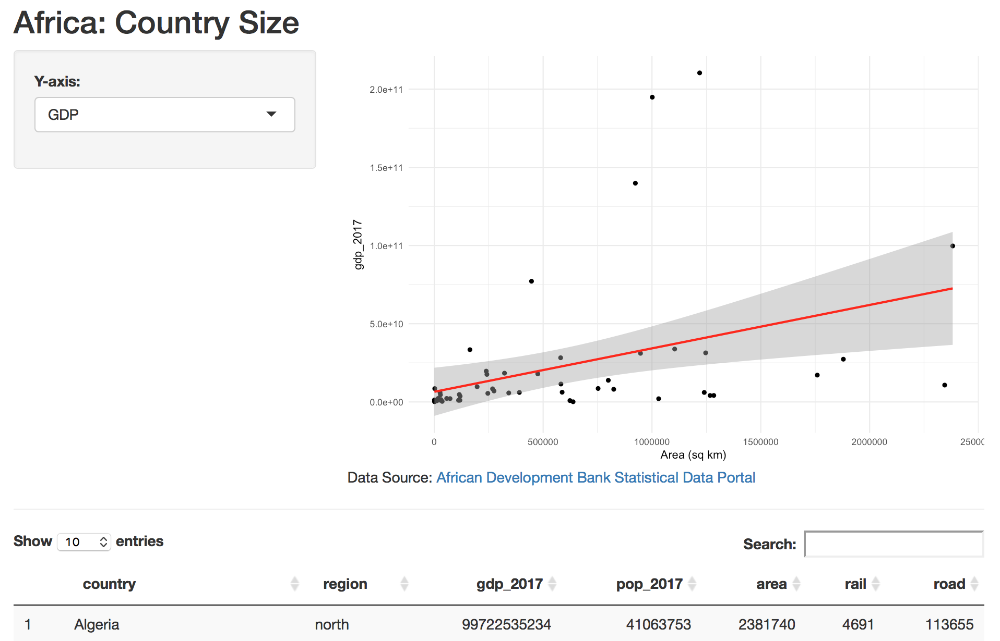 Africa: Country Size
Y-axis:
GDP
2.0e+11
1.5e+11
1.0e+11
5.0e+10
0.0e+00
gdp_2017
0 500000 1000000 1500000 2000000 25000
Area (sq km)
Data Source: African Development Bank Statistical Data Portal
Show 10 entries
Search:
country region gdp_2017 pop_2017 area rail road
1 Algeria north 99722535234 41063753 2381740 4691 113655